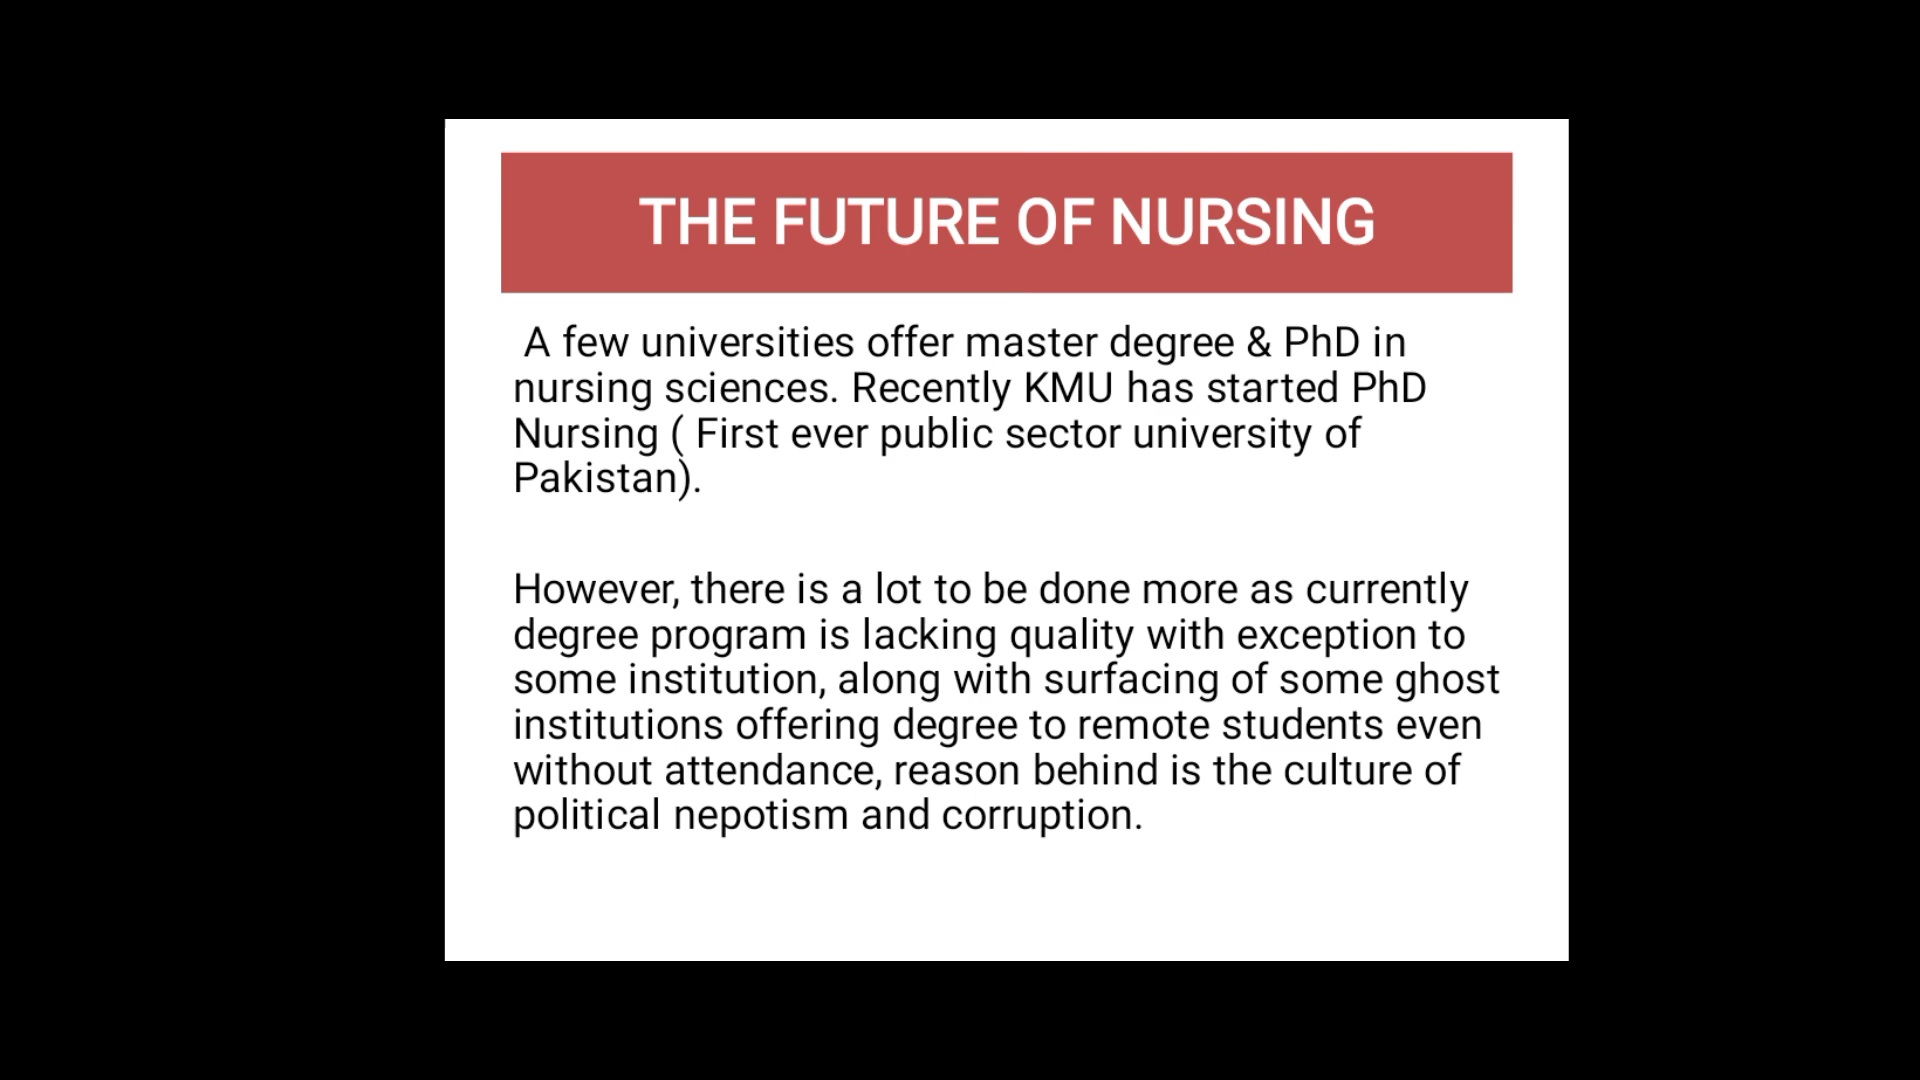 THE FUTURE OF NURSING
A few universities offer master degree & PhD in
nursing sciences. Recently KMU has started PhD
Nursing ( First ever public sector university of
Pakistan).
However, there is a lot to be done more as currently
degree program is lacking quality with exception to
some institution, along with surfacing of some ghost
institutions offering degree to remote students even
without attendance, reason behind is the culture of
political nepotism and corruption.